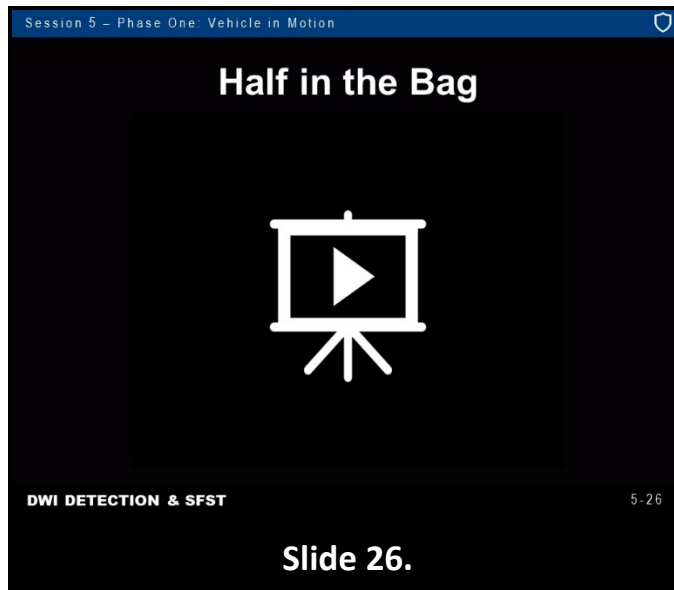 Session 5 – Phase One: Vehicle in Motion
Half in the Bag
DWI DETECTION & SFST
5-26
Slide 26.